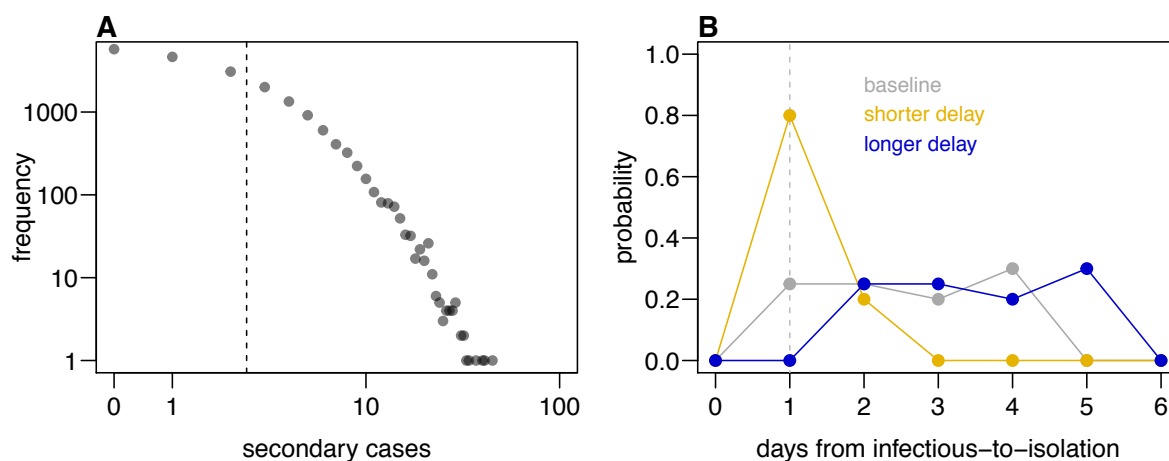 A
frequency
1000
100
10
1
0
1
10
100
secondary cases
B
probability
1.0
0.8
0.6
0.4
0.2
0.0
baseline
shorter delay
longer delay
0
1
2
3
4
5
6
days from infectious−to−isolation